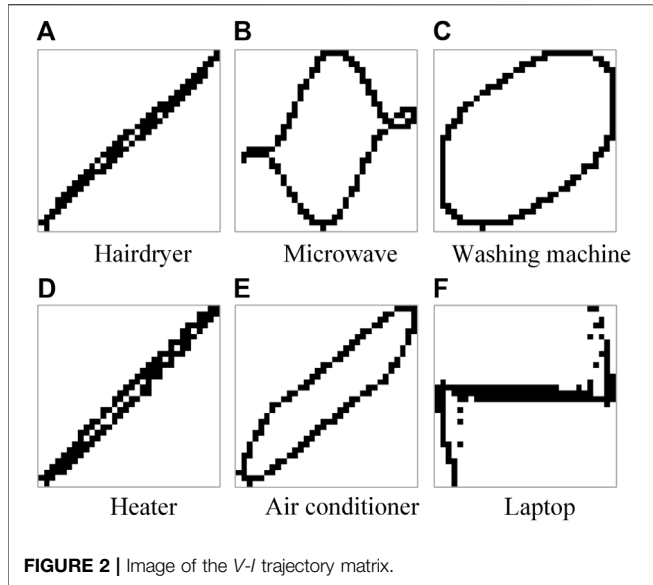 A B C
Hairdryer Microwave Washing machine
D E F
Heater Air conditioner Laptop
FIGURE 2 | Image of the V-I trajectory matrix.